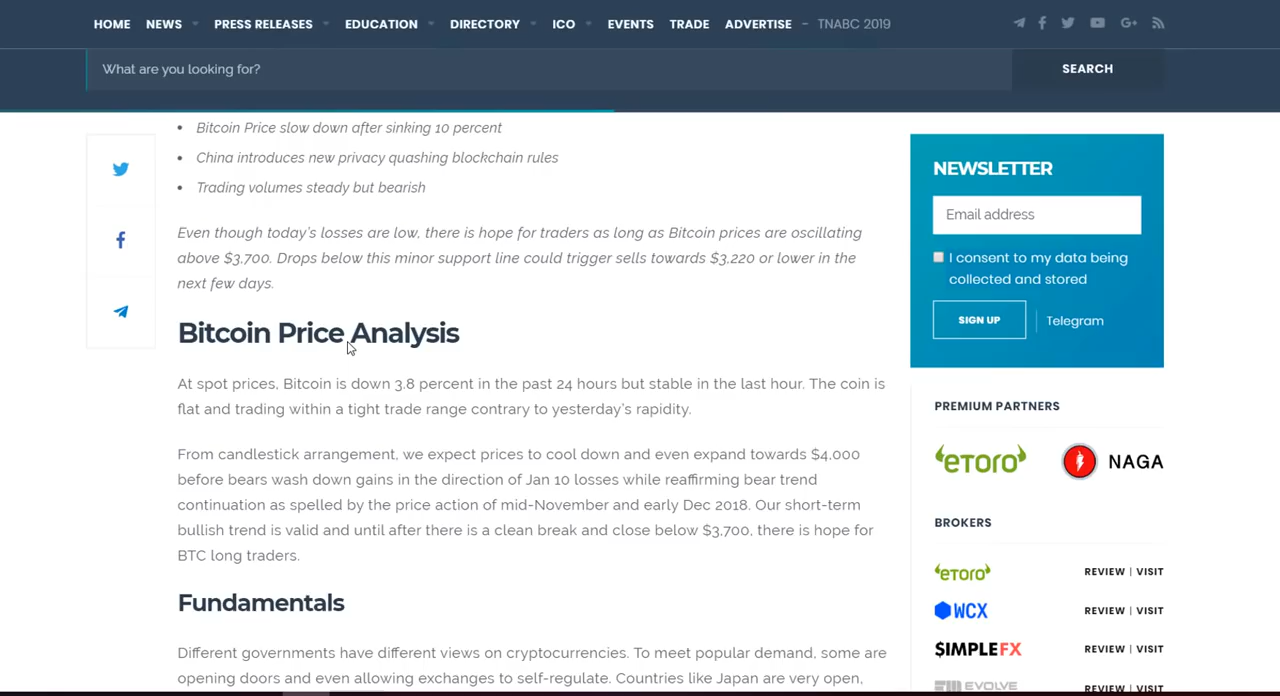 HOME NEWS PRESS RELEASES EDUCATION DIRECTORY ICO EVENTS TRADE ADVERTISE – TNABC 2019
What are you looking for? SEARCH
• Bitcoin Price slow down after sinking 10 percent
• China introduces new privacy quashing blockchain rules
• Trading volumes steady but bearish
Even though today's losses are low, there is hope for traders as long as Bitcoin prices are oscillating
above $3,700. Drops below this minor support line could trigger sells towards $3,220 or lower in the
next few days.
Bitcoin Price Analysis
At spot prices, Bitcoin is down 3.8 percent in the past 24 hours but stable in the last hour. The coin is
flat and trading within a tight trade range contrary to yesterday's rapidity.
From candlestick arrangement, we expect prices to cool down and even expand towards $4,000
before bears wash down gains in the direction of Jan 10 losses while reaffirming bear trend
continuation as spelled by the price action of mid-November and early Dec 2018. Our short-term
bullish trend is valid and until after there is a clean break and close below $3,700, there is hope for
BTC long traders.
Fundamentals
Different governments have different views on cryptocurrencies. To meet popular demand, some are
opening doors and even allowing exchanges to self-regulate. Countries like Japan are very open,
NEWSLETTER
Email address
I consent to my data being
collected and stored
SIGN UP Telegram
PREMIUM PARTNERS
eToro NAGA
BROKERS
eToro REVIEW | VISIT
WCX REVIEW | VISIT
$IMPLEFX REVIEW | VISIT
EVOLVE REVIEW | VISIT